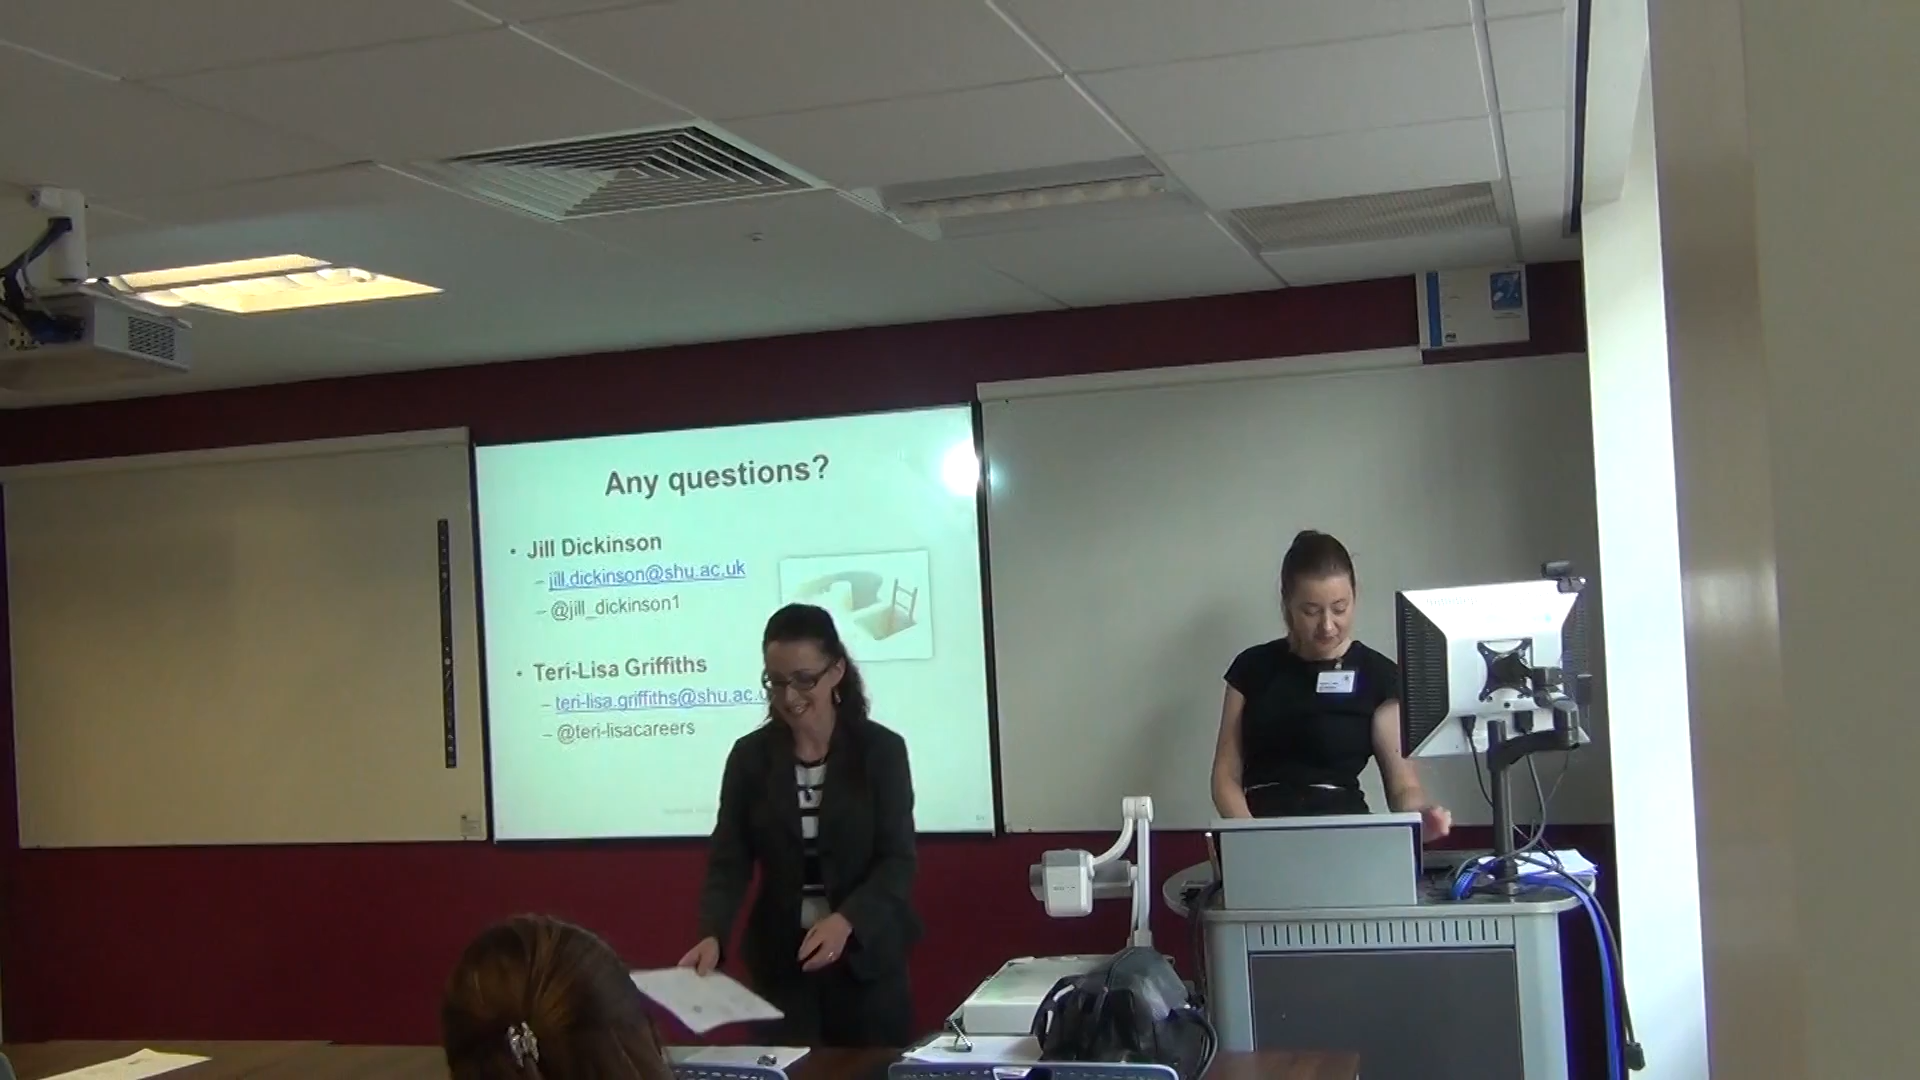 Any questions?
• Jill Dickinson
– jill.dickinson@shu.ac.uk
– @jill_dickinson1
• Teri-Lisa Griffiths
– teri-lisa.griffiths@shu.ac.u
– @teri-lisacareers